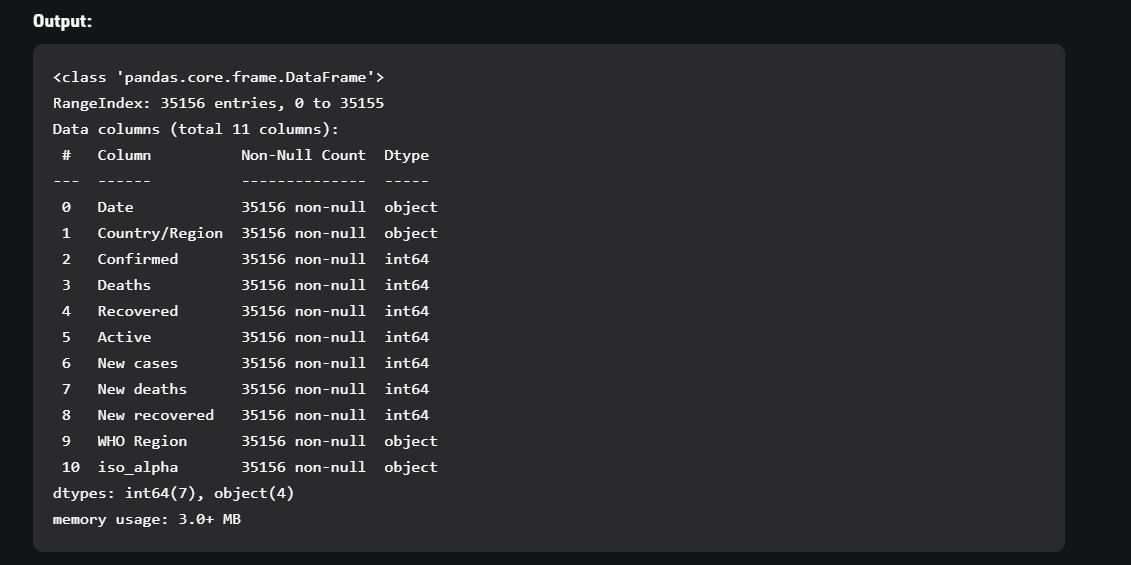 Output:
<class 'pandas.core.frame.DataFrame'>
RangeIndex: 35156 entries, 0 to 35155
Data columns (total 11 columns):
 #   Column          Non-Null Count  Dtype
---  ------          --------------  -----
 0   Date            35156 non-null  object
 1   Country/Region  35156 non-null  object
 2   Confirmed       35156 non-null  int64
 3   Deaths          35156 non-null  int64
 4   Recovered       35156 non-null  int64
 5   Active          35156 non-null  int64
 6   New cases       35156 non-null  int64
 7   New deaths      35156 non-null  int64
 8   New recovered   35156 non-null  int64
 9   WHO Region      35156 non-null  object
 10  iso_alpha       35156 non-null  object
dtypes: int64(7), object(4)
memory usage: 3.0+ MB